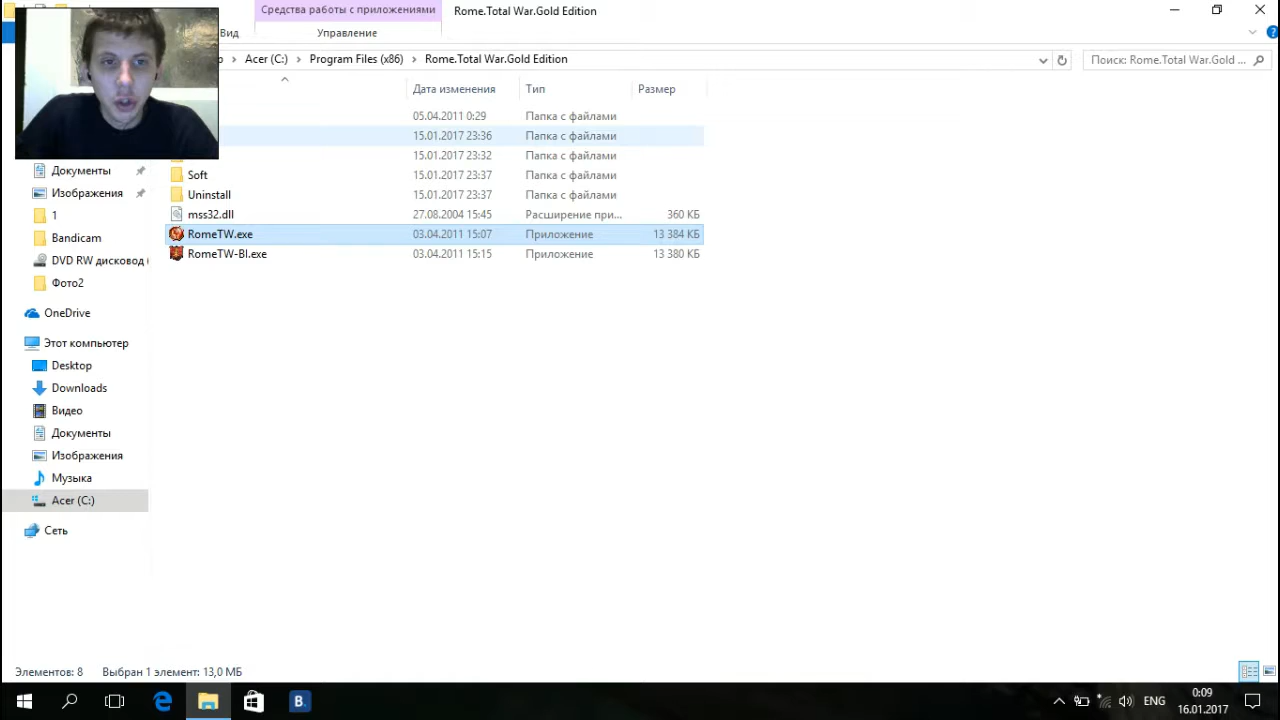 Средства работы с приложениями
Rome.Total War.Gold Edition
Вид
Управление
Acer (C:) > Program Files (x86) > Rome.Total War.Gold Edition
Поиск: Rome.Total War.Gold ...
Дата изменения Тип Размер
05.04.2011 0:29 Папка с файлами
15.01.2017 23:36 Папка с файлами
15.01.2017 23:32 Папка с файлами
Soft 15.01.2017 23:37 Папка с файлами
Uninstall 15.01.2017 23:37 Папка с файлами
mss32.dll 27.08.2004 15:45 Расширение при... 360 КБ
RomeTW.exe 03.04.2011 15:07 Приложение 13 384 КБ
RomeTW-BI.exe 03.04.2011 15:15 Приложение 13 380 КБ
Документы
Изображения
1
Bandicam
DVD RW дисковод (
Фото2
OneDrive
Этот компьютер
Desktop
Downloads
Видео
Документы
Изображения
Музыка
Acer (C:)
Сеть
Элементов: 8 Выбран 1 элемент: 13,0 МБ
B.
ENG
0:09
16.01.2017